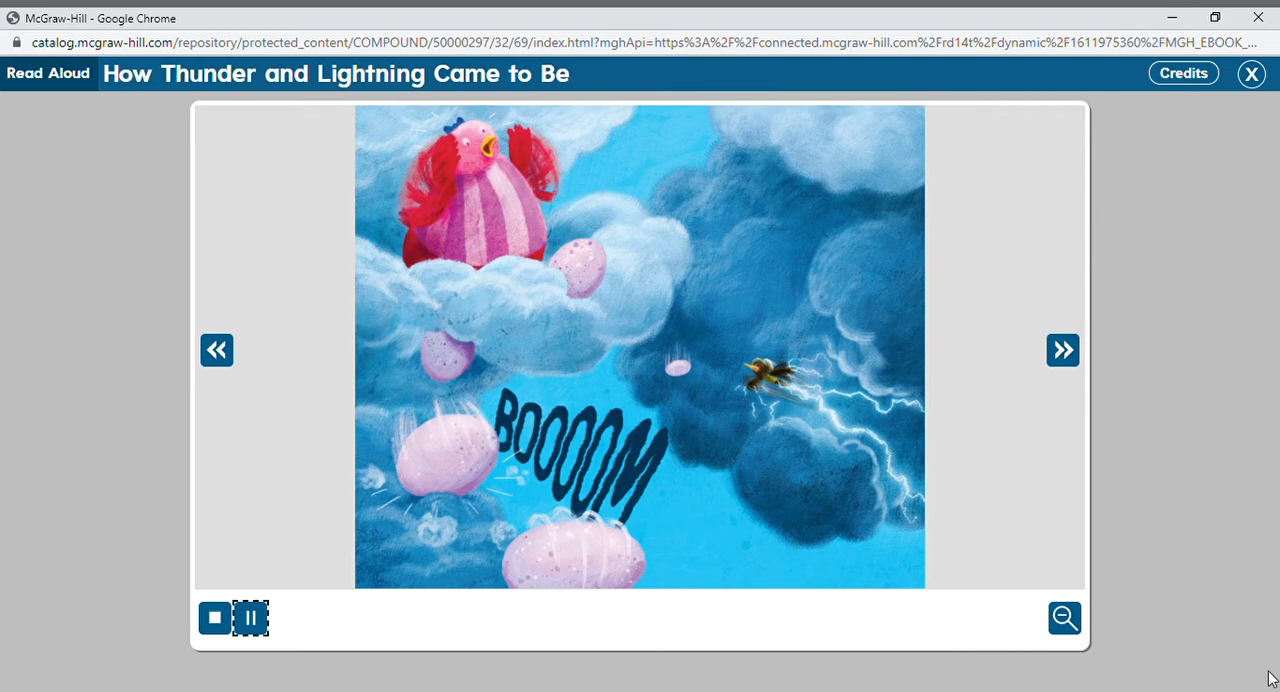 McGraw-Hill - Google Chrome
catalog.mcgraw-hill.com/repository/protected_content/COMPOUND/50000297/32/69/index.html?mghApi=https%3A%2F%2Fconnected.mcgraw-hill.com%2Frd14t%2Fdynamic%2F1611975360%2FMGH_EBOOK_...
Read Aloud How Thunder and Lightning Came to Be Credits X
BOOOOM